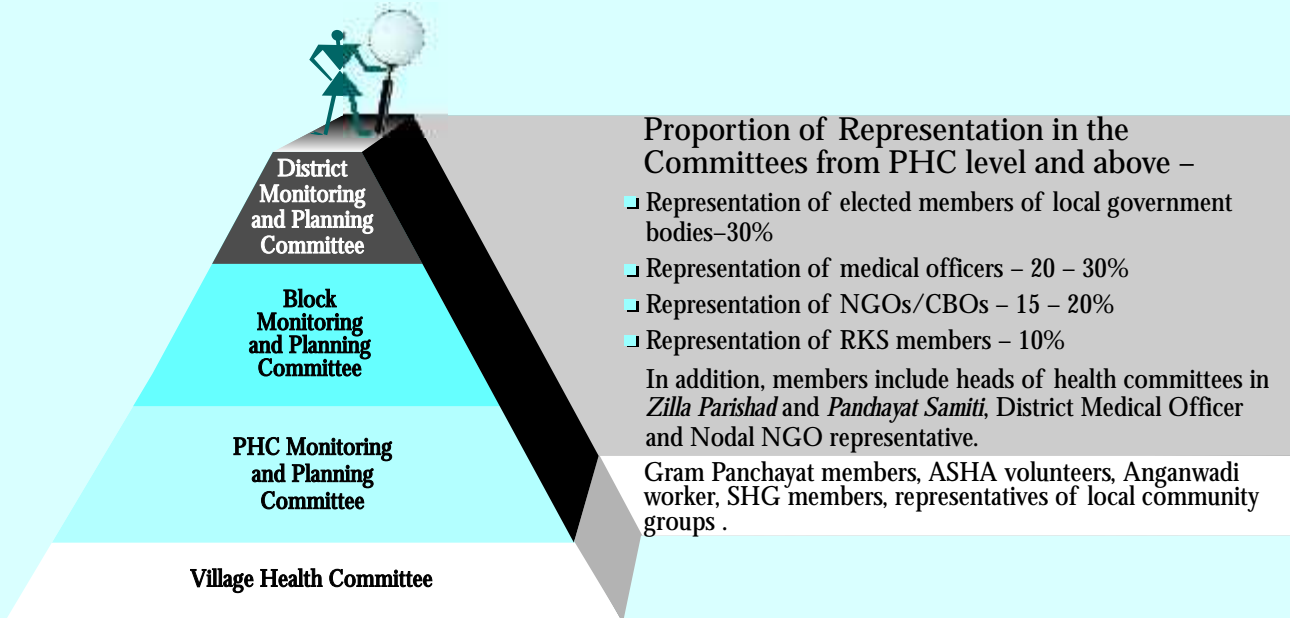 District
Monitoring
and Planning
Committee
Block
Monitoring
and Planning
Committee
PHC Monitoring
and Planning
Committee
Village Health Committee
Proportion of Representation in the
Committees from PHC level and above –
Representation of elected members of local government
bodies–30%
Representation of medical officers – 20 – 30%
Representation of NGOs/CBOs – 15 – 20%
Representation of RKS members – 10%
In addition, members include heads of health committees in
Zilla Parishad and Panchayat Samiti, District Medical Officer
and Nodal NGO representative.
Gram Panchayat members, ASHA volunteers, Anganwadi
worker, SHG members, representatives of local community
groups .